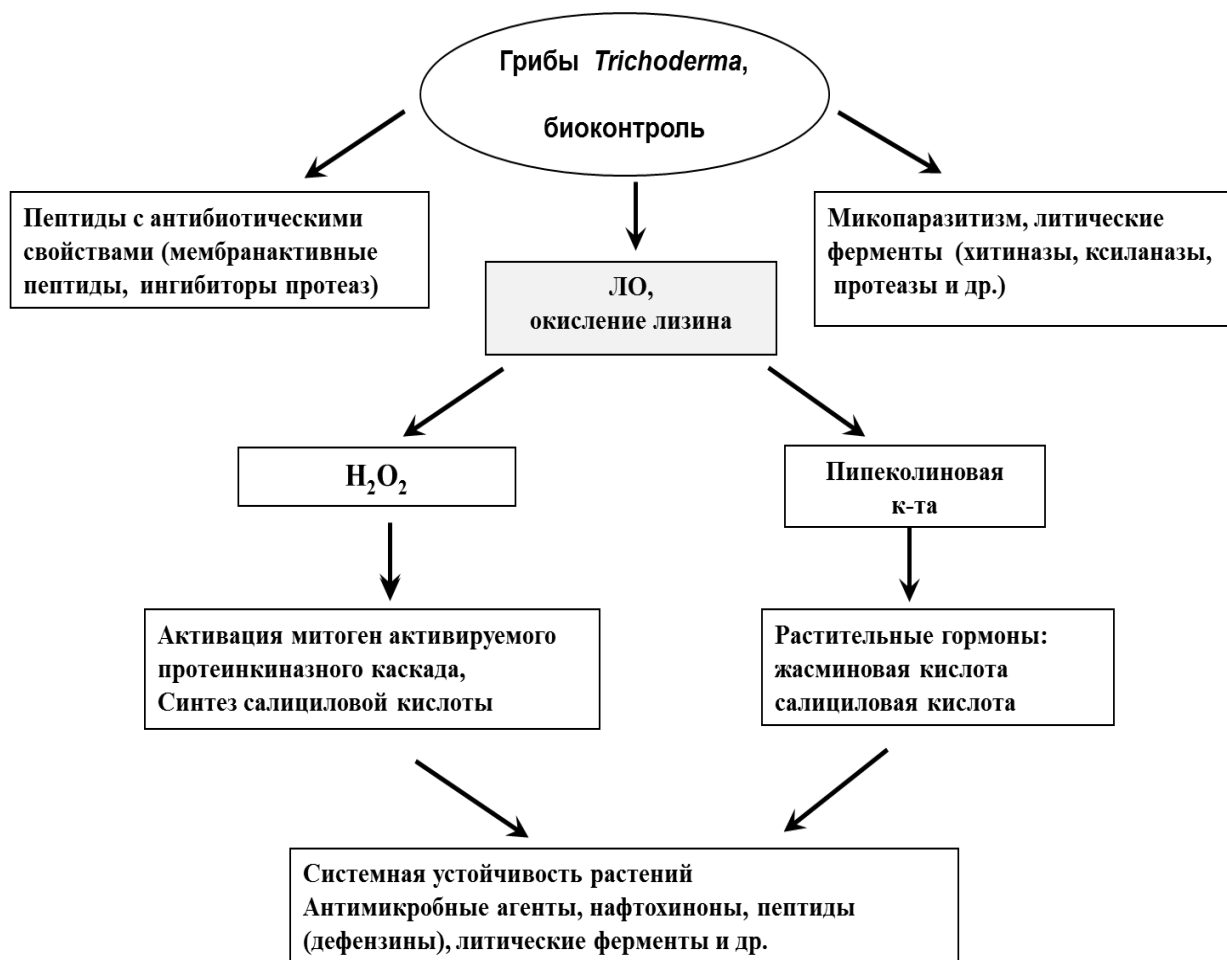 Грибы Trichoderma,
биоконтроль
Пептиды с антибиотическими
свойствами (мембранактивные
пептиды, ингибиторы протеаз)
ЛО,
окисление лизина
Микопаразитизм, литические
ферменты (хитиназы, ксиланазы,
протеазы и др.)
H₂O₂
Пипеколиновая
к-та
Активация митоген активируемого
протеинкиназного каскада,
Синтез салициловой кислоты
Растительные гормоны:
жасминовая кислота
салициловая кислота
Системная устойчивость растений
Антимикробные агенты, нафтохиноны, пептиды
(дефензины), литические ферменты и др.